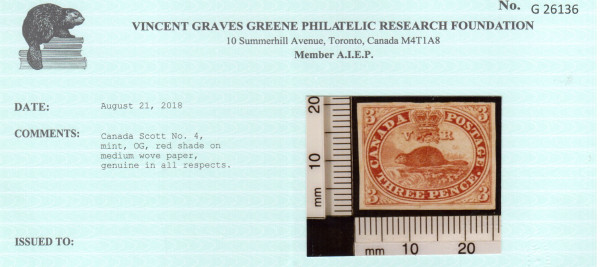 No. G 26136
VINCENT GRAVES GREENE PHILATELIC RESEARCH FOUNDATION
10 Summerhill Avenue, Toronto, Canada M4T1A8
Member A.I.E.P.
DATE: August 21, 2018
COMMENTS: Canada Scott No. 4,
mint, OG, red shade on
medium wove paper,
genuine in all respects.
ISSUED TO:
20
10
mm
3 3
CANADA POSTAGE
V R
THREE PENCE
3 3
mm 10 20